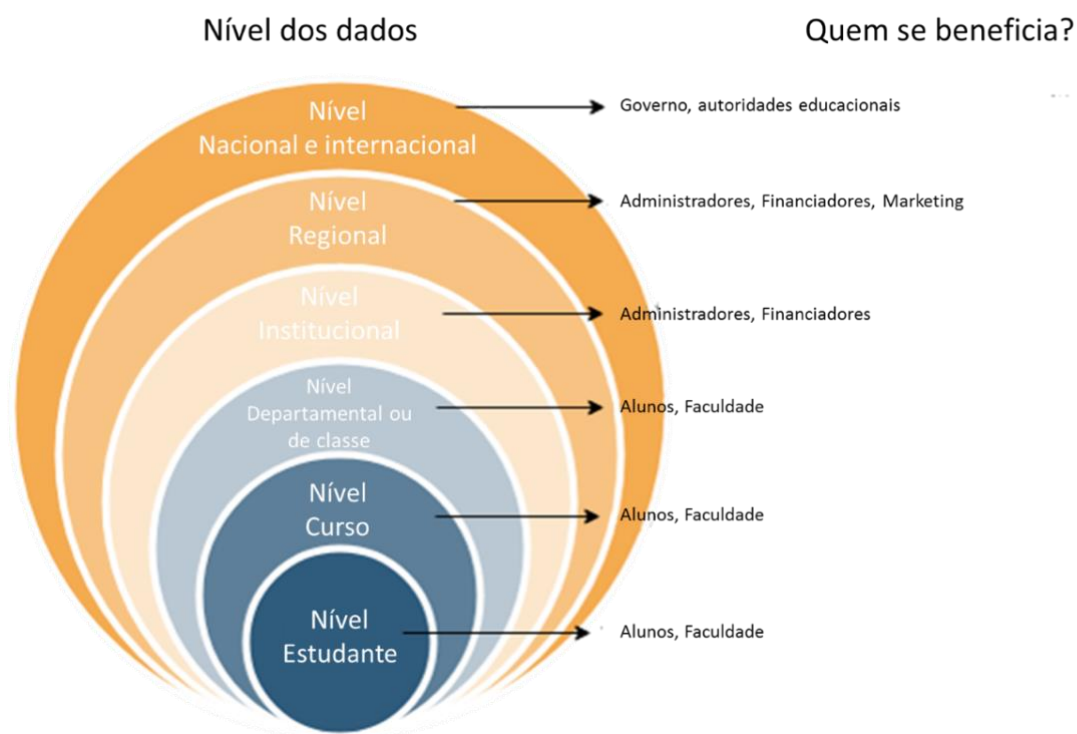 Nível dos dados
Quem se beneficia?
Nível
Nacional e internacional
Governo, autoridades educacionais
Nível
Regional
Administradores, Financiadores, Marketing
Nível
Institucional
Administradores, Financiadores
Nível
Departamental ou
de classe
Alunos, Faculdade
Nível
Curso
Alunos, Faculdade
Nível
Estudante
Alunos, Faculdade